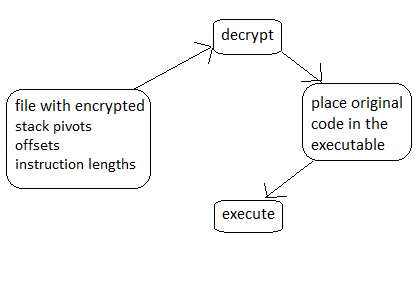 decrypt
file with encrypted
stack pivots
offsets
instruction lengths
place original
code in the
executable
execute